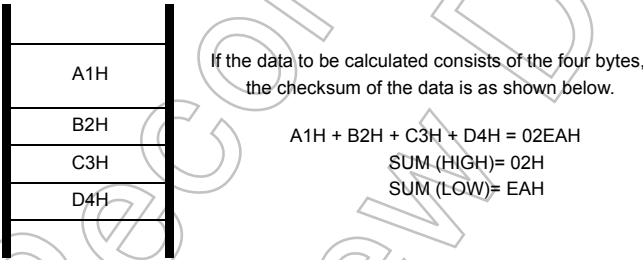 A1H
B2H
C3H
D4H
If the data to be calculated consists of the four bytes,
the checksum of the data is as shown below.
A1H + B2H + C3H + D4H = 02EAH
SUM (HIGH)= 02H
SUM (LOW)= EAH